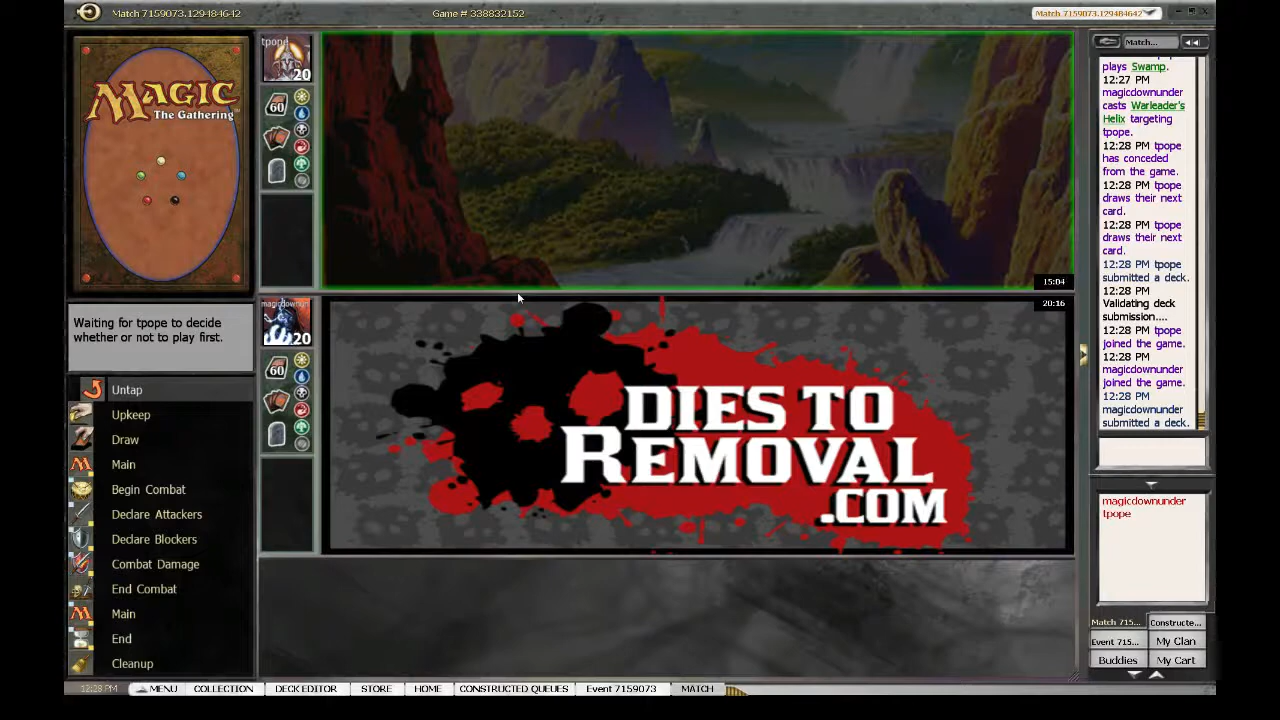 Match 7159073.129484642
Game # 338832152
Match 7159073.129484642
MAGIC
The Gathering
tpope
20
60
15:04
Match...
plays Swamp.
12:27 PM
magicdownunder
casts Warleader's
Helix targeting
tpope.
12:28 PM tpope
has conceded
from the game.
12:28 PM tpope
draws their next
card.
12:28 PM tpope
draws their next
card.
12:28 PM tpope
submitted a deck.
12:28 PM
Validating deck
submission....
12:28 PM tpope
joined the game.
12:28 PM
magicdownunder
joined the game.
12:28 PM
magicdownunder
submitted a deck.
Waiting for tpope to decide
whether or not to play first.
magicdownun
20
60
20:16
DIES TO
REMOVAL
.COM
Untap
Upkeep
Draw
Main
Begin Combat
Declare Attackers
Declare Blockers
Combat Damage
End Combat
Main
End
Cleanup
magicdownunder
tpope
Match 715...
Constructe...
Event 715...
My Clan
Buddies
My Cart
12:28 PM
MENU
COLLECTION
DECK EDITOR
STORE
HOME
CONSTRUCTED QUEUES
Event 7159073
MATCH